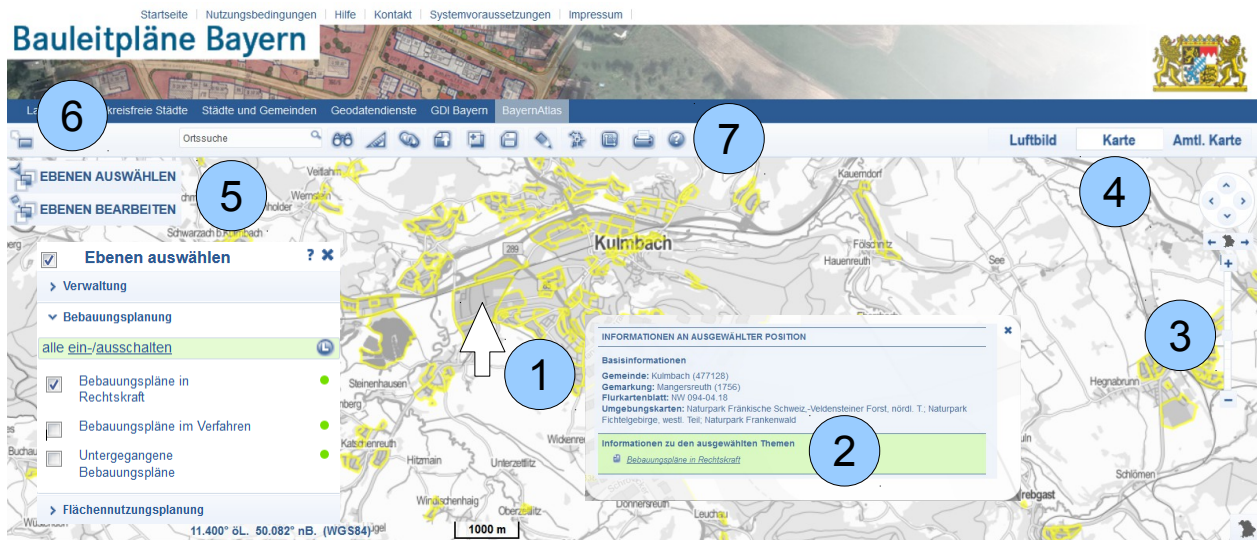 Startseite Nutzungsbedingungen Hilfe Kontakt Systemvoraussetzungen Impressum
Bauleitpläne Bayern
kreisfreie Städte Städte und Gemeinden Geodatendienste GDI Bayern BayernAtlas
6
7
Ortssuche
Luftbild Karte Amtl. Karte
EBENEN AUSWÄHLEN
EBENEN BEARBEITEN
5
4
3
1
2
Kauerndorf
Kulmbach
289
Fölschnitz
Hauenreuth
See
Ebenen auswählen ? ×
Verwaltung
Bebauungsplanung
alle ein-/ausschalten
Bebauungspläne in
Rechtskraft
Bebauungspläne im Verfahren
Untergegangene
Bebauungspläne
Flächennutzungsplanung
INFORMATIONEN AN AUSGEWÄHLTER POSITION
Basisinformationen
Gemeinde: Kulmbach (477128)
Gemarkung: Mangersreuth (1756)
Flurkartenblatt: NW 094-04.18
Umgebungskarten: Naturpark Fränkische Schweiz,-Veldensteiner Forst, nördl. T.; Naturpark
Fichtelgebirge, westl. Teil; Naturpark Frankenwald
Informationen zu den ausgewählten Themen
Bebauungspläne in Rechtskraft
Steinenhausen
Hegnabrunn
Hitzmain
Unterzettlitz
Schlömen
Windischenhaig
Oberzettlitz
Donnersreuth
Leuchau
11.400° öL. 50.082° nB. (WGS84)
1000 m